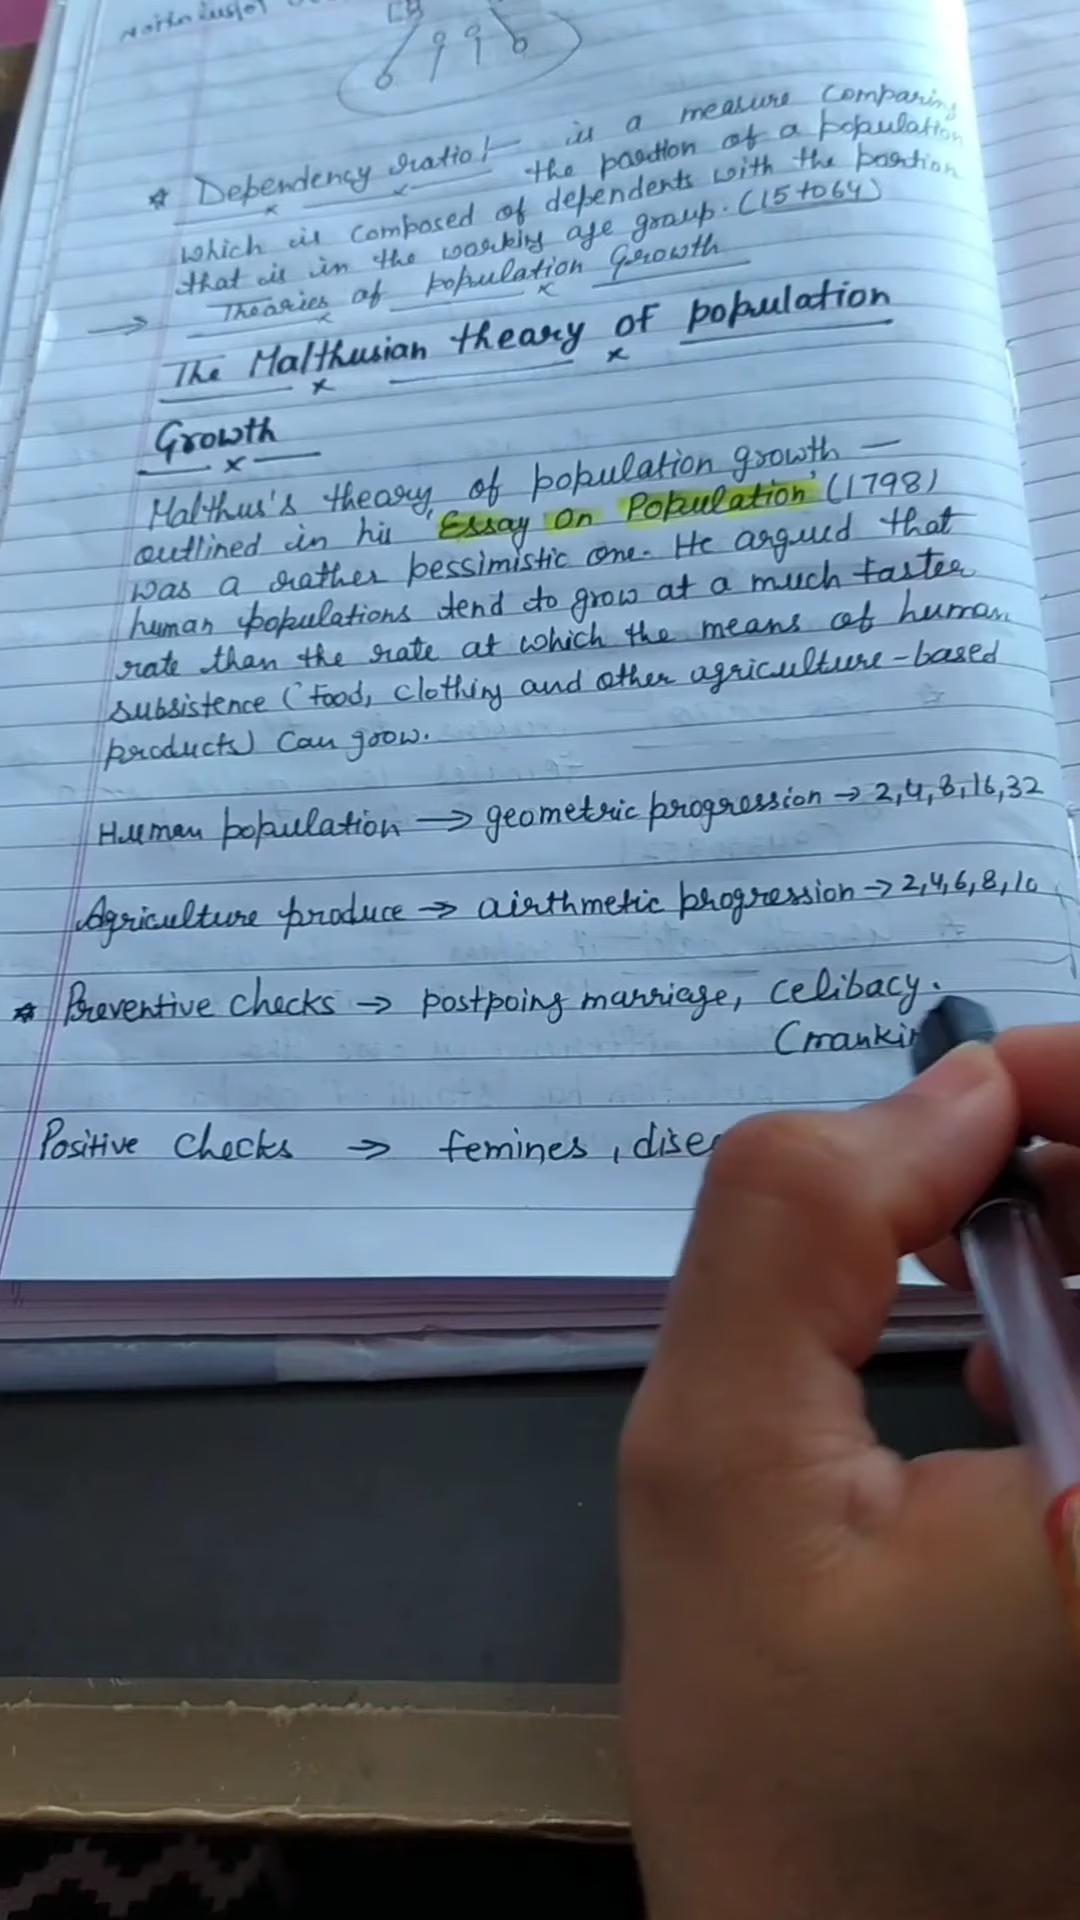 * Dependency ratio :- is a measure comparing
the portion of a population
which is composed of dependents with the portion
that is in the working age group. (15 to 64)
→ Theories of population Growth
The Malthusian theory of population
Growth
Malthus's theory of population growth —
outlined in his 'Essay on Population' (1798)
was a rather pessimistic one. He argued that
human populations tend to grow at a much faster
rate than the rate at which the means of human
subsistence (food, clothing and other agriculture-based
products) can grow.
Human population → geometric progression → 2,4,8,16,32
Agriculture produce → airthmetic progression → 2,4,6,8,10
* Preventive checks → postpoing marriage, celibacy.
Positive checks → femines,